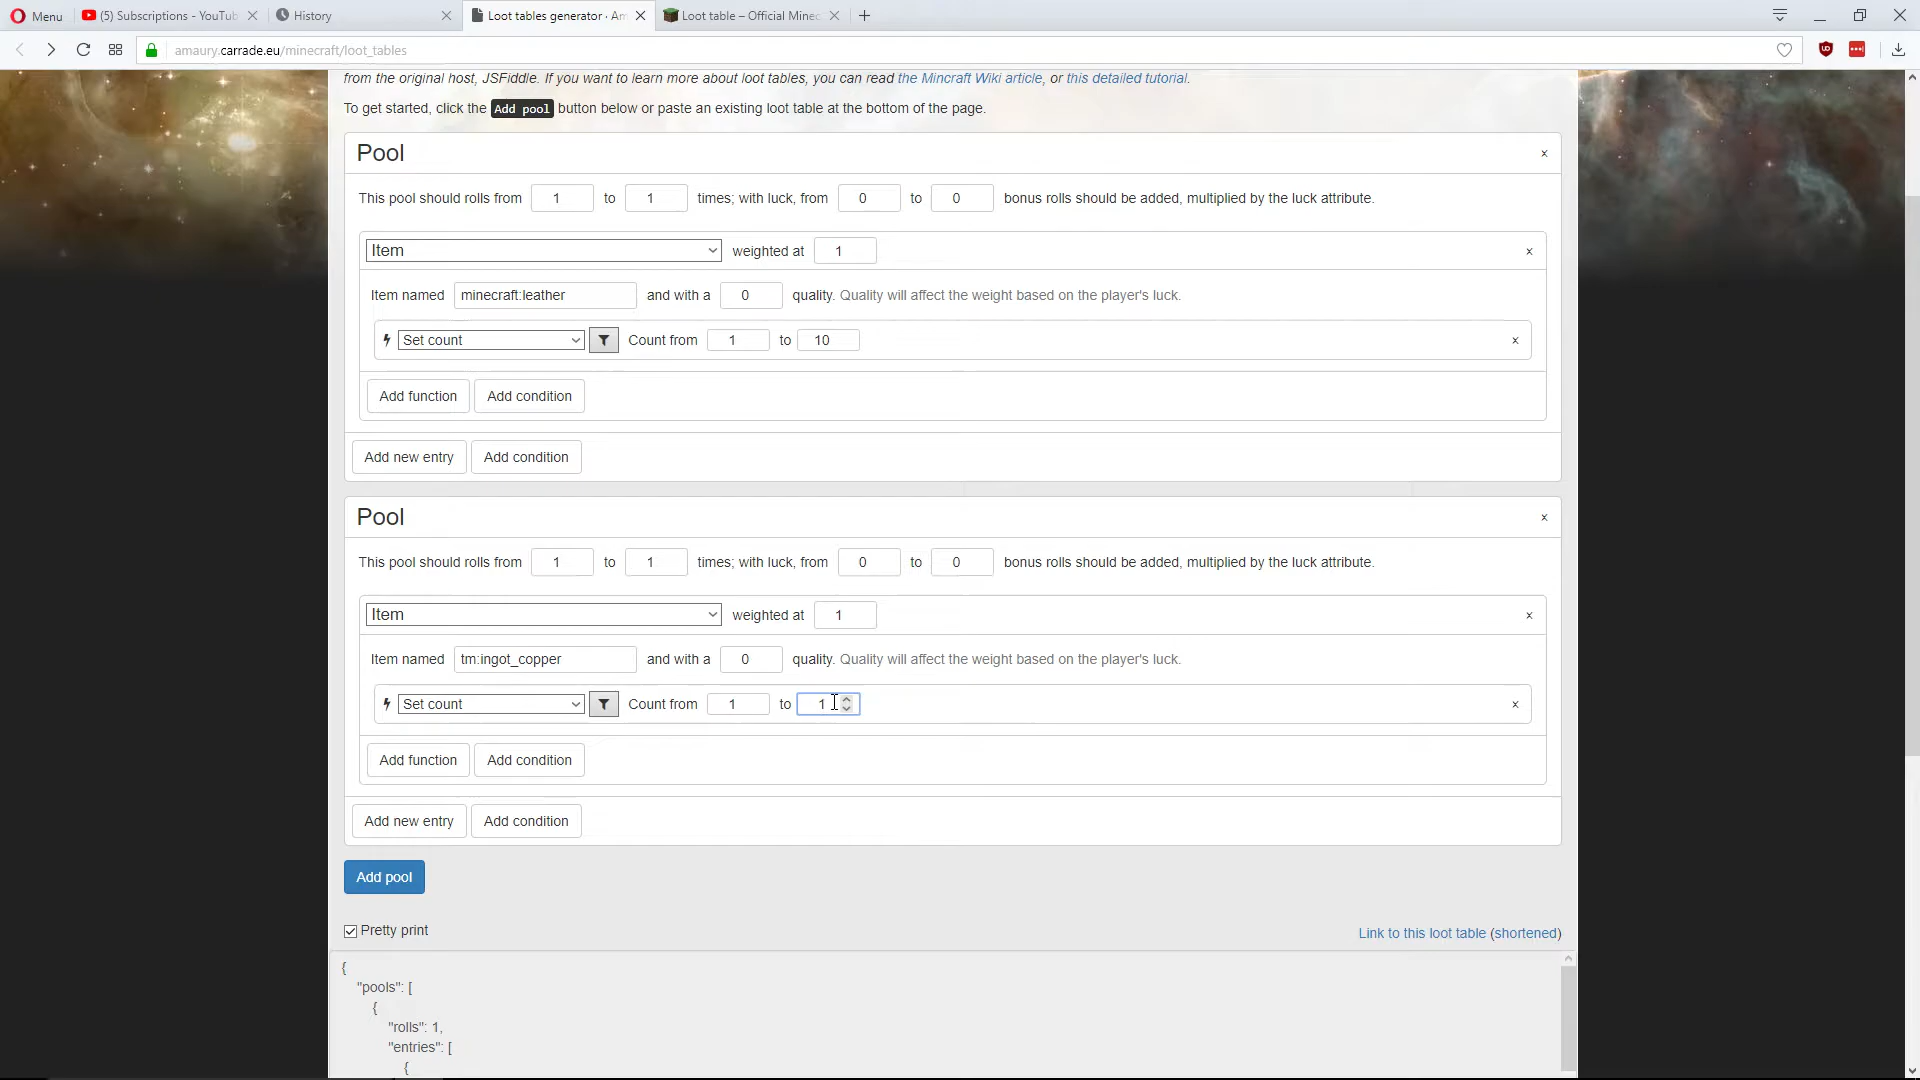 Menu
(5) Subscriptions - YouTub
History
Loot tables generator · Am
Loot table – Official Minec
amaury.carrade.eu/minecraft/loot_tables
from the original host, JSFiddle. If you want to learn more about loot tables, you can read the Mincraft Wiki article, or this detailed tutorial.
To get started, click the Add pool button below or paste an existing loot table at the bottom of the page.
Pool ×
This pool should rolls from 1 to 1 times; with luck, from 0 to 0 bonus rolls should be added, multiplied by the luck attribute.
Item weighted at 1 ×
Item named minecraft:leather and with a 0 quality. Quality will affect the weight based on the player's luck.
Set count Count from 1 to 10 ×
Add function Add condition
Add new entry Add condition
Pool ×
This pool should rolls from 1 to 1 times; with luck, from 0 to 0 bonus rolls should be added, multiplied by the luck attribute.
Item weighted at 1 ×
Item named tm:ingot_copper and with a 0 quality. Quality will affect the weight based on the player's luck.
Set count Count from 1 to 1 ×
Add function Add condition
Add new entry Add condition
Add pool
Pretty print Link to this loot table (shortened)
{
"pools": [
{
"rolls": 1,
"entries": [
{